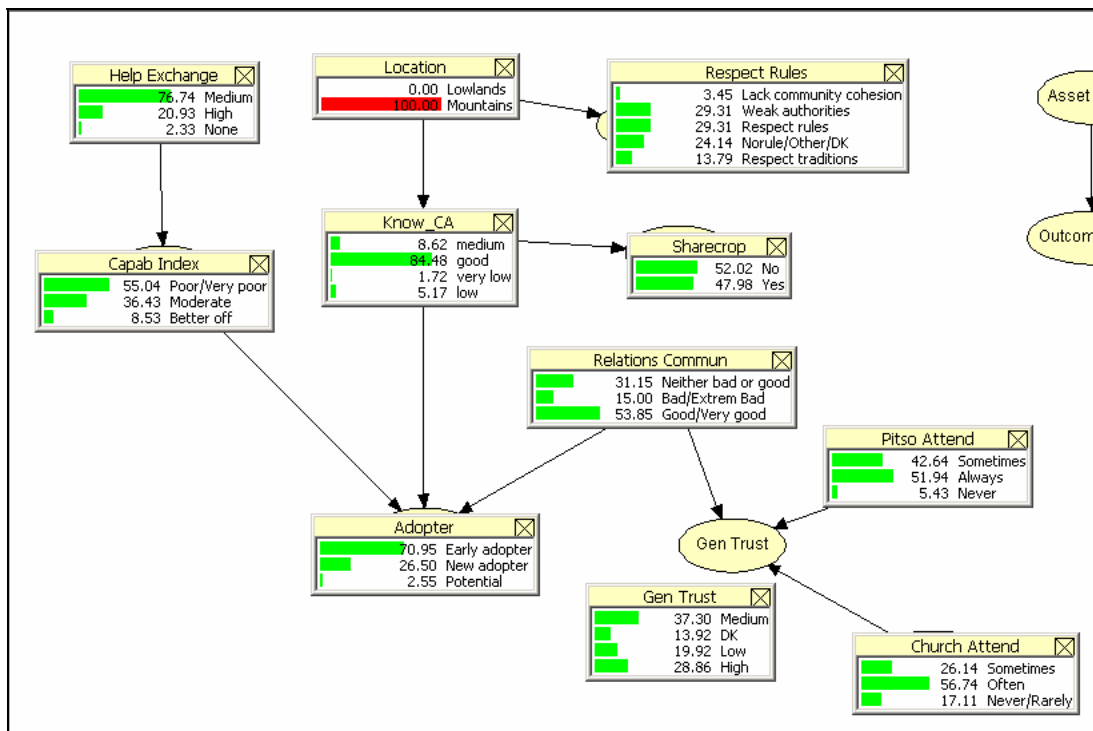 Help Exchange
76.74 Medium
20.93 High
2.33 None
Location
0.00 Lowlands
100.00 Mountains
Respect Rules
3.45 Lack community cohesion
29.31 Weak authorities
29.31 Respect rules
24.14 Norule/Other/DK
13.79 Respect traditions
Asset
Capab Index
55.04 Poor/Very poor
36.43 Moderate
8.53 Better off
Know_CA
8.62 medium
84.48 good
1.72 very low
5.17 low
Sharecrop
52.02 No
47.98 Yes
Outcom
Relations Commun
31.15 Neither bad or good
15.00 Bad/Extrem Bad
53.85 Good/Very good
Pitso Attend
42.64 Sometimes
51.94 Always
5.43 Never
Adopter
70.95 Early adopter
26.50 New adopter
2.55 Potential
Gen Trust
Gen Trust
37.30 Medium
13.92 DK
19.92 Low
28.86 High
Church Attend
26.14 Sometimes
56.74 Often
17.11 Never/Rarely